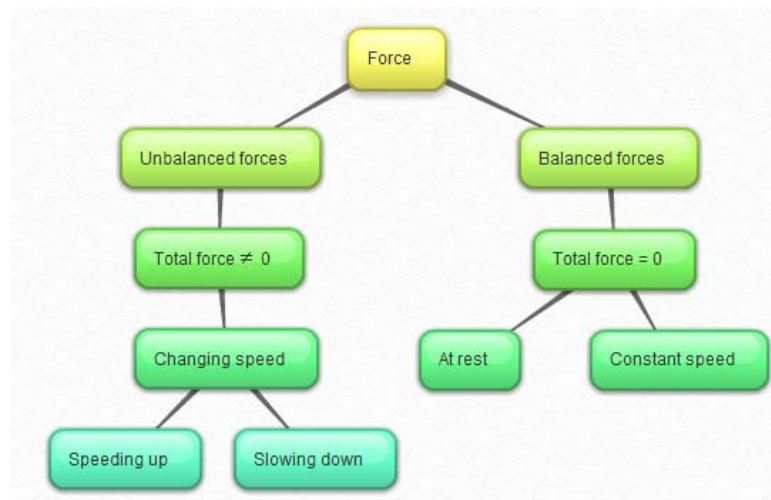 Force
Unbalanced forces
Balanced forces
Total force ≠ 0
Total force = 0
Changing speed
At rest
Constant speed
Speeding up
Slowing down